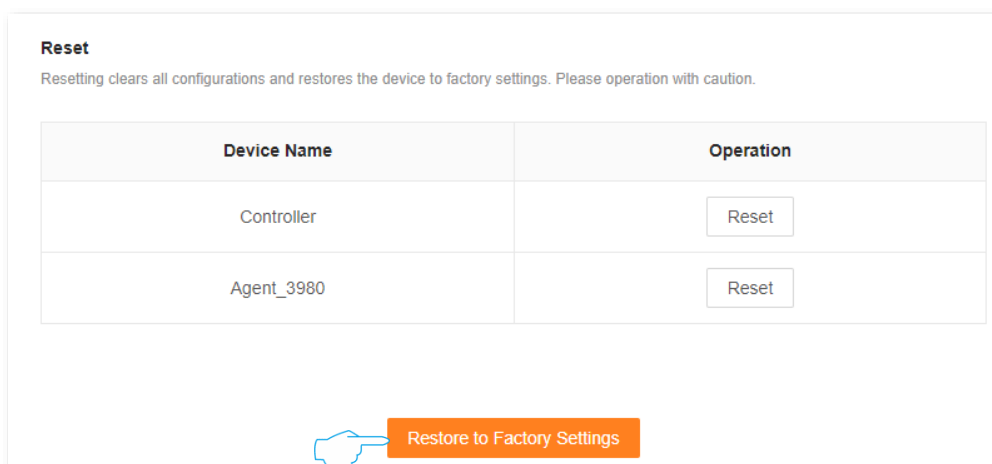 Reset
Resetting clears all configurations and restores the device to factory settings. Please operation with caution.
Device Name Operation
Controller Reset
Agent_3980 Reset
Restore to Factory Settings